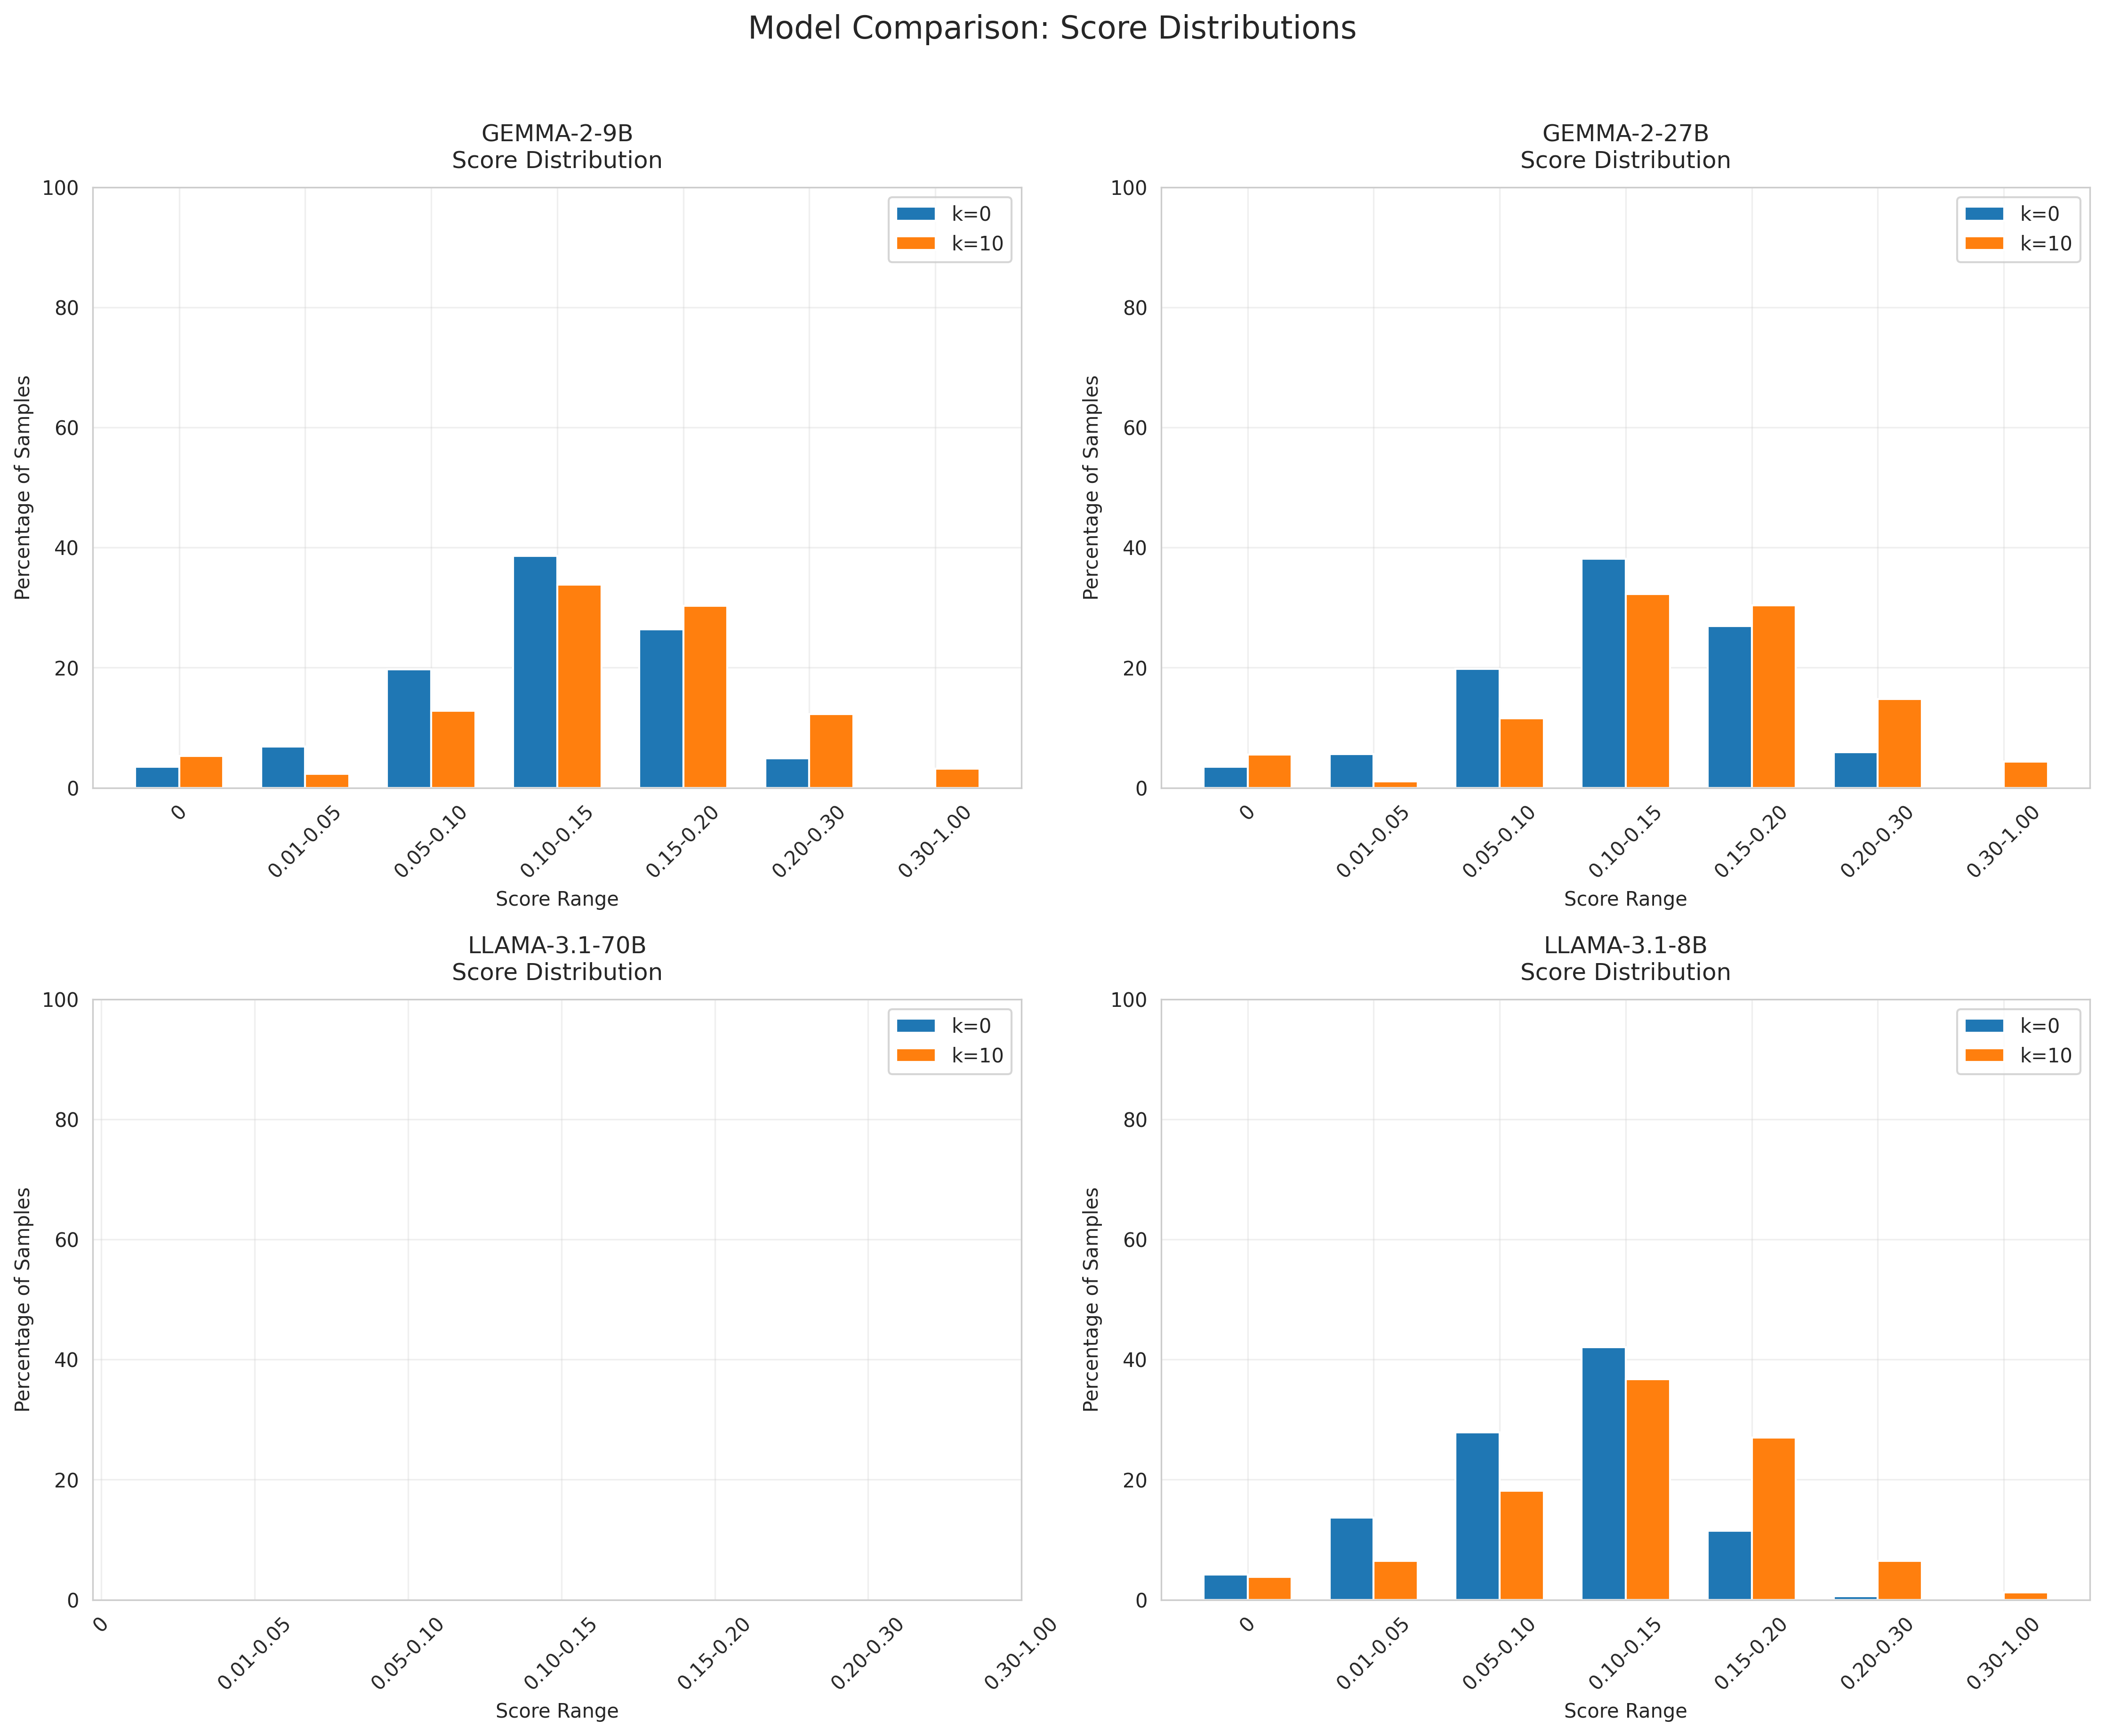 Model Comparison: Score Distributions
GEMMA-2-9B
Score Distribution
k=0
k=10
100
80
60
40
20
0
Percentage of Samples
0
0.01-0.05
0.05-0.10
0.10-0.15
0.15-0.20
0.20-0.30
0.30-1.00
Score Range
GEMMA-2-27B
Score Distribution
k=0
k=10
100
80
60
40
20
0
Percentage of Samples
0
0.01-0.05
0.05-0.10
0.10-0.15
0.15-0.20
0.20-0.30
0.30-1.00
Score Range
LLAMA-3.1-70B
Score Distribution
k=0
k=10
100
80
60
40
20
0
Percentage of Samples
0
0.01-0.05
0.05-0.10
0.10-0.15
0.15-0.20
0.20-0.30
0.30-1.00
Score Range
LLAMA-3.1-8B
Score Distribution
k=0
k=10
100
80
60
40
20
0
Percentage of Samples
0
0.01-0.05
0.05-0.10
0.10-0.15
0.15-0.20
0.20-0.30
0.30-1.00
Score Range